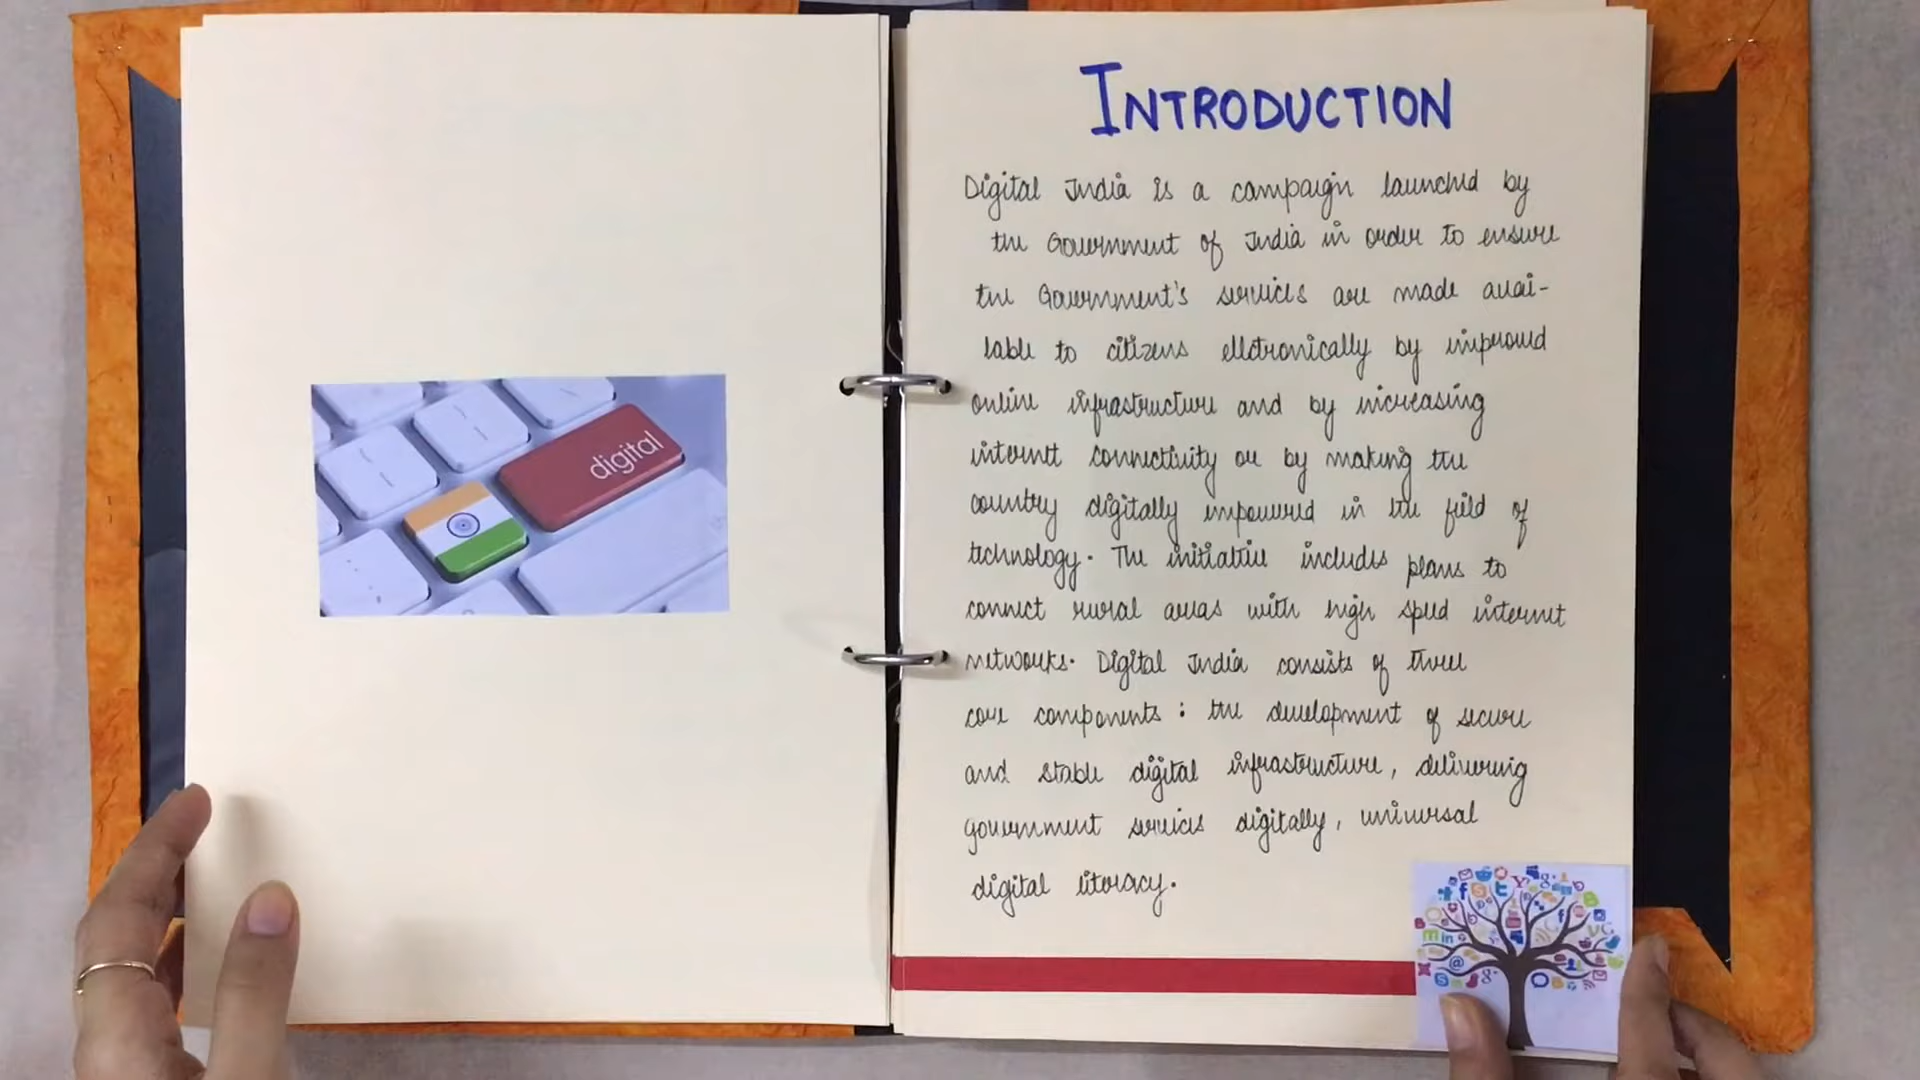 digital
INTRODUCTION
Digital India is a campaign launched by
the Government of India in order to ensure
the Government's services are made avai-
lable to citizens electronically by improved
online infrastructure and by increasing
internet connectivity or by making the
country digitally empowered in the field of
technology. The initiative includes plans to
connect rural areas with high speed internet
networks. Digital India consists of three
core components : the development of secure
and stable digital infrastructure, delivering
government services digitally, universal
digital literacy.